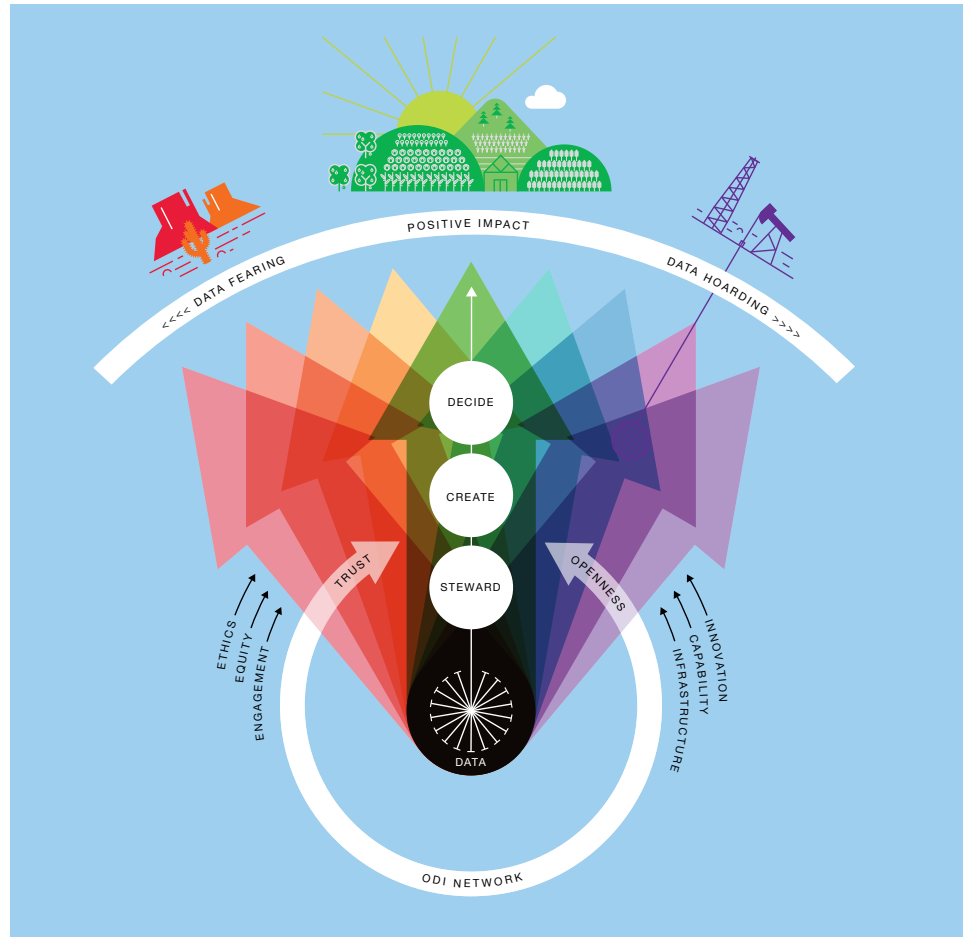 POSITIVE IMPACT
<<<< DATA FEARING
DATA HOARDING >>>>
DECIDE
CREATE
STEWARD
TRUST
OPENNESS
ETHICS
EQUITY
ENGAGEMENT
INNOVATION
CAPABILITY
INFRASTRUCTURE
DATA
ODI NETWORK